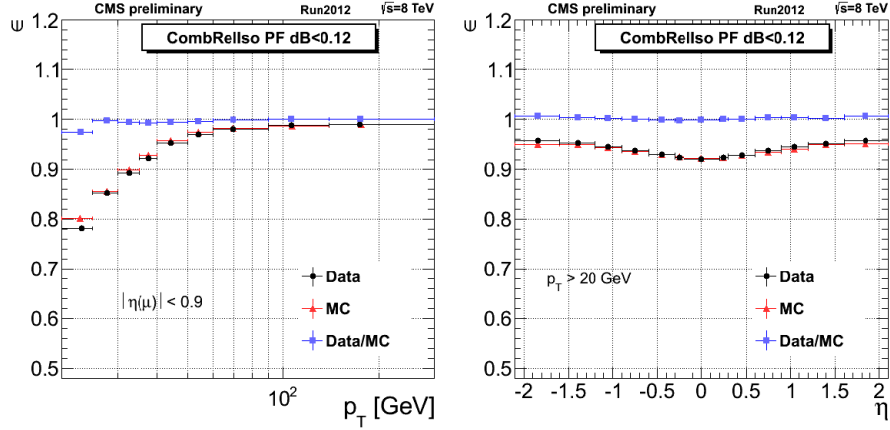 CMS preliminary Run2012 √s=8 TeV
CombRelIso PF dB<0.12
ϵ
1.2
1.1
1
0.9
0.8
0.7
0.6
0.5
|η(μ)| < 0.9
Data
MC
Data/MC
10²
p_T [GeV]
CMS preliminary Run2012 √s=8 TeV
CombRelIso PF dB<0.12
ϵ
1.2
1.1
1
0.9
0.8
0.7
0.6
0.5
p_T > 20 GeV
Data
MC
Data/MC
-2 -1.5 -1 -0.5 0 0.5 1 1.5 2
η